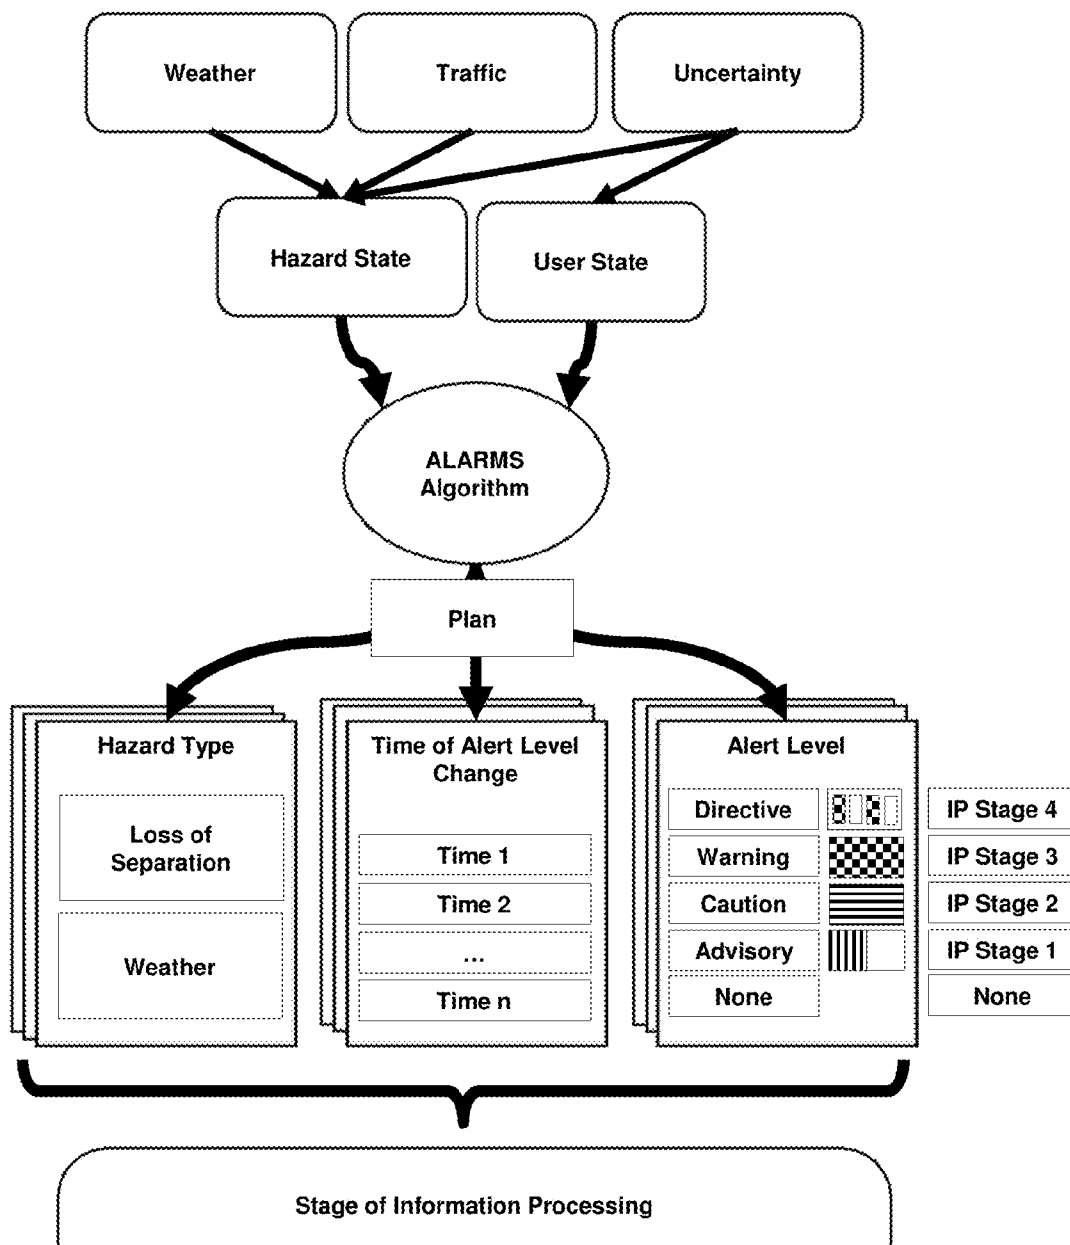 Weather
Traffic
Uncertainty
Hazard State
User State
ALARMS
Algorithm
Plan
Hazard Type
Loss of
Separation
Weather
Time of Alert Level
Change
Time 1
Time 2
...
Time n
Alert Level
Directive
IP Stage 4
Warning
IP Stage 3
Caution
IP Stage 2
Advisory
IP Stage 1
None
None
Stage of Information Processing